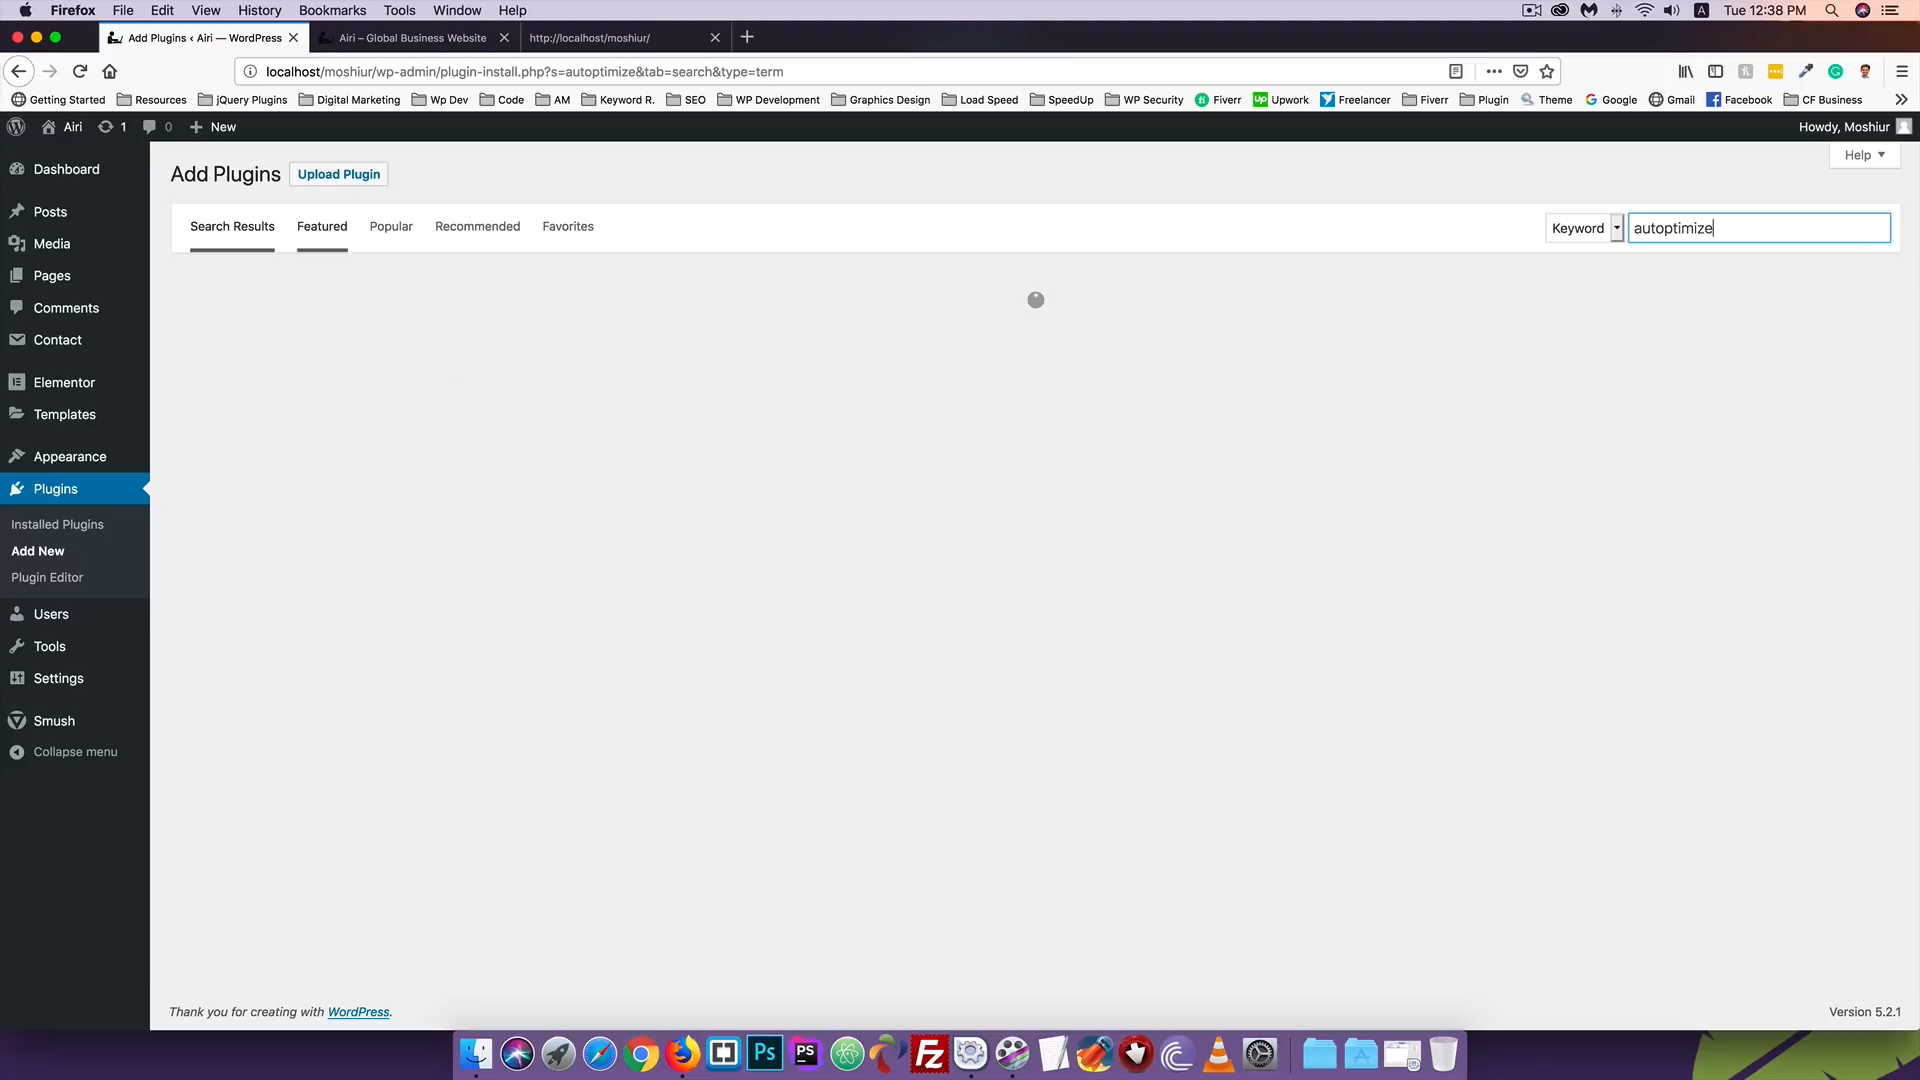 Firefox File Edit View History Bookmarks Tools Window Help A Tue 12:38 PM
Add Plugins ‹ Airi — WordPress Airi – Global Business Website http://localhost/moshiur/
localhost/moshiur/wp-admin/plugin-install.php?s=autoptimize&tab=search&type=term
Getting Started Resources jQuery Plugins Digital Marketing Wp Dev Code AM Keyword R. SEO WP Development Graphics Design Load Speed SpeedUp WP Security Fiverr Upwork Freelancer Fiverr Plugin Theme Google Gmail Facebook CF Business
Airi 1 0 New Howdy, Moshiur
Help
Add Plugins Upload Plugin
Search Results Featured Popular Recommended Favorites Keyword autoptimize
Dashboard
Posts
Media
Pages
Comments
Contact
Elementor
Templates
Appearance
Plugins
Installed Plugins
Add New
Plugin Editor
Users
Tools
Settings
Smush
Collapse menu
Thank you for creating with WordPress. Version 5.2.1
Ps PS FZ